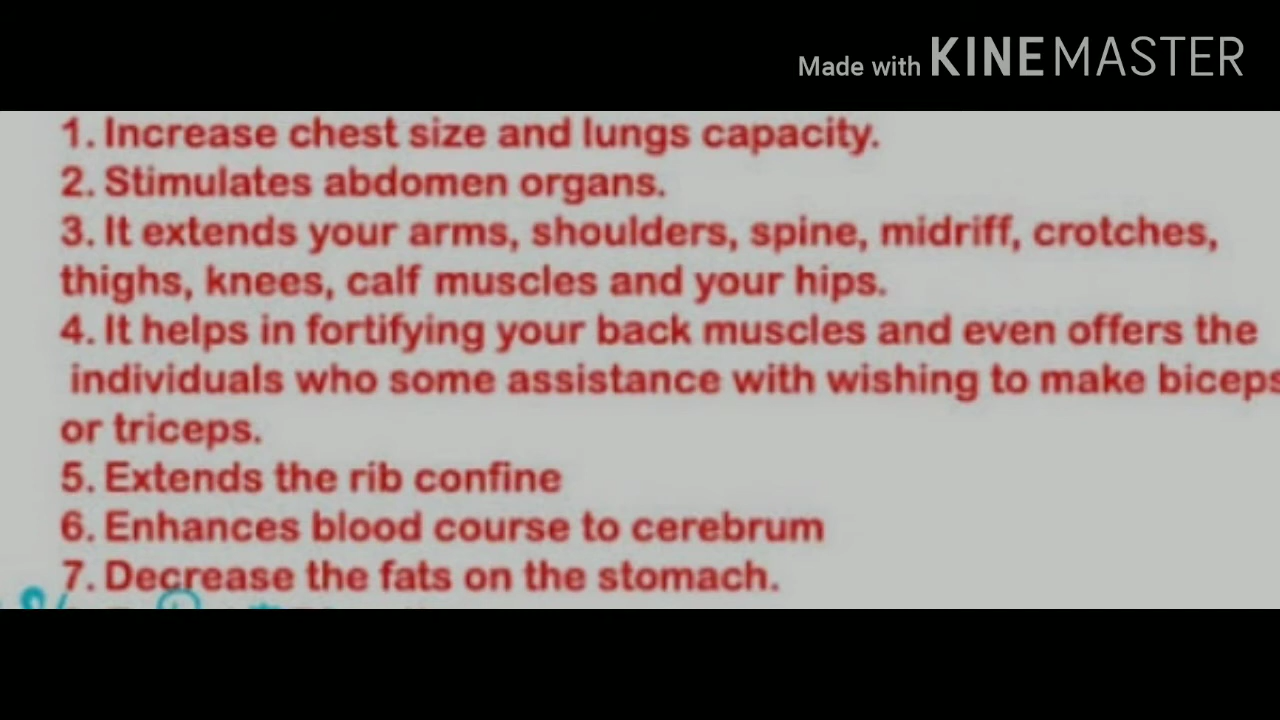 Made with KINEMASTER
1. Increase chest size and lungs capacity.
2. Stimulates abdomen organs.
3. It extends your arms, shoulders, spine, midriff, crotches,
thighs, knees, calf muscles and your hips.
4. It helps in fortifying your back muscles and even offers the
individuals who some assistance with wishing to make biceps
or triceps.
5. Extends the rib confine
6. Enhances blood course to cerebrum
7. Decrease the fats on the stomach.